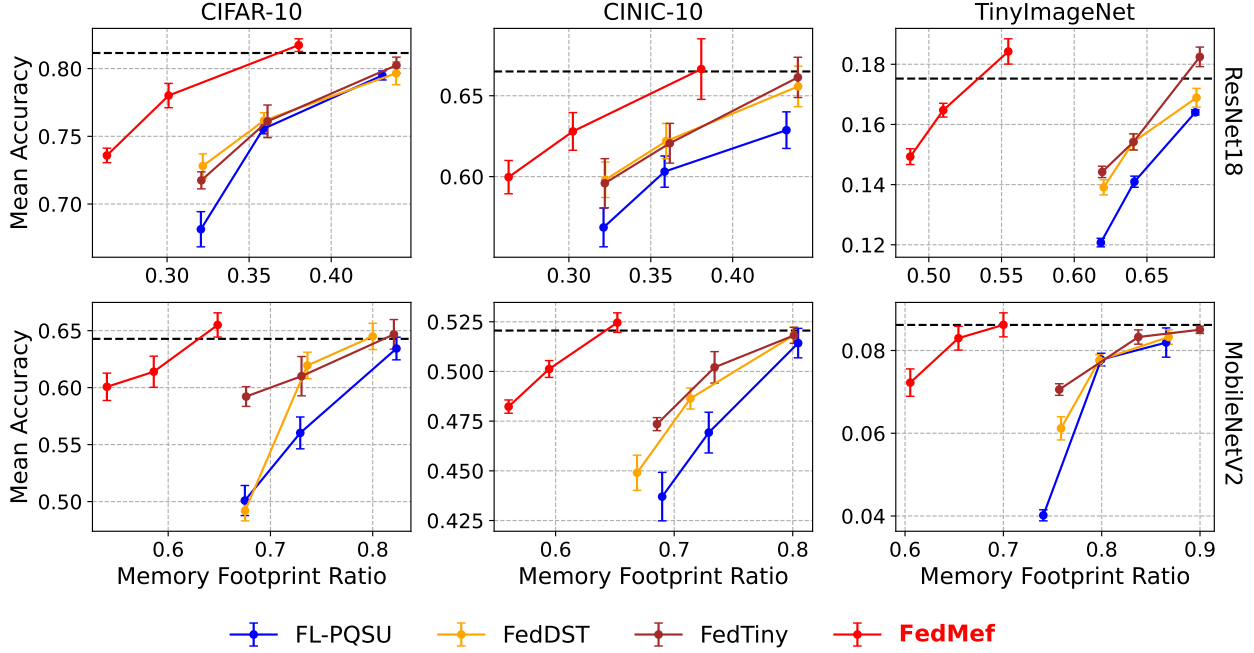 CIFAR-10
CINIC-10
TinyImageNet
Mean Accuracy
0.80
0.75
0.70
0.30
0.35
0.40
0.65
0.60
0.30
0.35
0.40
0.18
0.16
0.14
0.12
0.50
0.55
0.60
0.65
ResNet18
Mean Accuracy
0.65
0.60
0.55
0.50
0.6
0.7
0.8
Memory Footprint Ratio
0.525
0.500
0.475
0.450
0.425
0.6
0.7
0.8
Memory Footprint Ratio
0.08
0.06
0.04
0.6
0.7
0.8
0.9
Memory Footprint Ratio
MobileNetV2
FL-PQSU
FedDST
FedTiny
FedMef